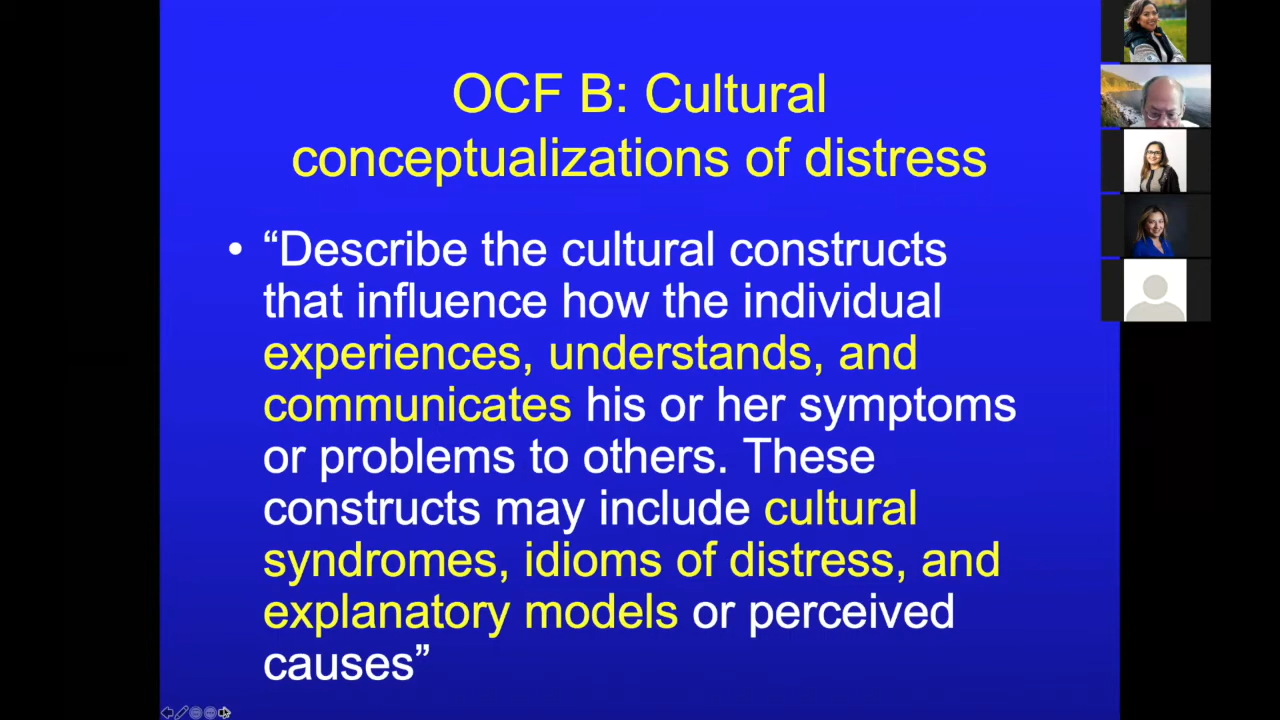 OCF B: Cultural
conceptualizations of distress
• “Describe the cultural constructs
that influence how the individual
experiences, understands, and
communicates his or her symptoms
or problems to others. These
constructs may include cultural
syndromes, idioms of distress, and
explanatory models or perceived
causes”